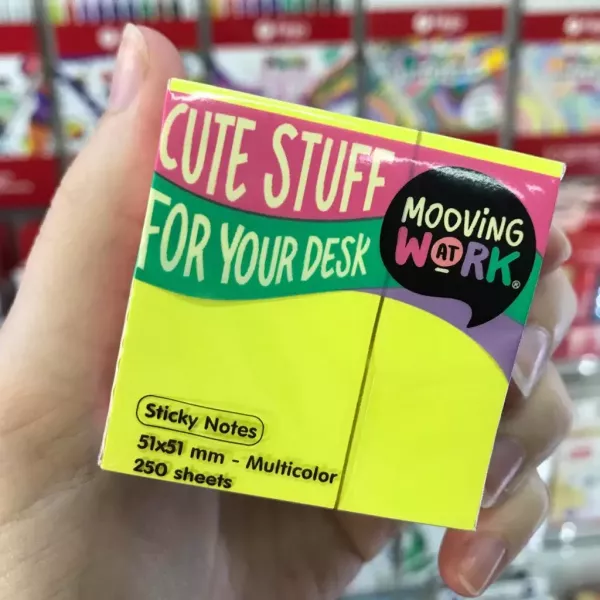 CUTE STUFF
FOR YOUR DESK
MOOVING
AT
WORK®
Sticky Notes
51x51 mm - Multicolor
250 sheets